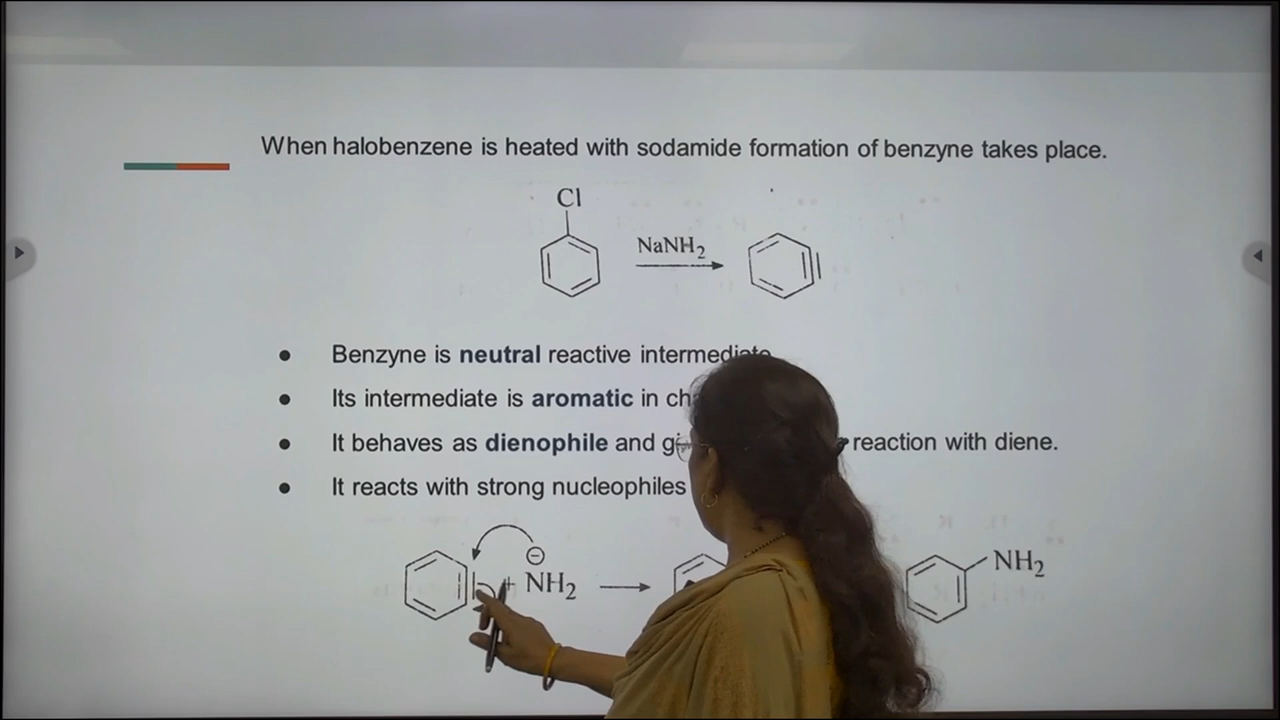 When halobenzene is heated with sodamide formation of benzyne takes place.
Cl
NaNH2
Benzyne is neutral reactive intermediate
Its intermediate is aromatic in
It behaves as dienophile and reaction with diene.
It reacts with strong nucleophiles
+ NH2
NH2